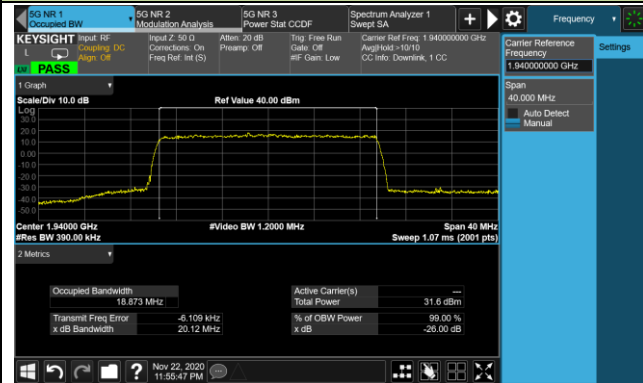 5G NR 1
Occupied BW
5G NR 2
Modulation Analysis
5G NR 3
Power Stat CCDF
Spectrum Analyzer 1
Swept SA
Frequency
KEYSIGHT
L
PASS
Input: RF
Coupling: DC
Align: Off
Input Z: 50 Ω
Corrections: On
Freq Ref: Int (S)
Atten: 20 dB
Preamp: Off
Trig: Free Run
Gate: Off
#IF Gain: Low
Carrier Ref Freq: 1.940000000 GHz
Avg|Hold:>10/10
CC Info: Downlink, 1 CC
Carrier Reference
Frequency
1.940000000 GHz
Settings
Span
40.000 MHz
Auto Detect
Manual
1 Graph
Scale/Div 10.0 dB
Ref Value 40.00 dBm
Log
30.0
20.0
10.0
0.00
-10.0
-20.0
-30.0
-40.0
-50.0
Center 1.94000 GHz
#Video BW 1.2000 MHz
Span 40 MHz
#Res BW 390.00 kHz
Sweep 1.07 ms (2001 pts)
2 Metrics
Occupied Bandwidth
18.873 MHz
Active Carrier(s)
---
Total Power
31.6 dBm
Transmit Freq Error
-6.109 kHz
% of OBW Power
99.00 %
x dB Bandwidth
20.12 MHz
x dB
-26.00 dB
?
Nov 22, 2020
11:55:47 PM